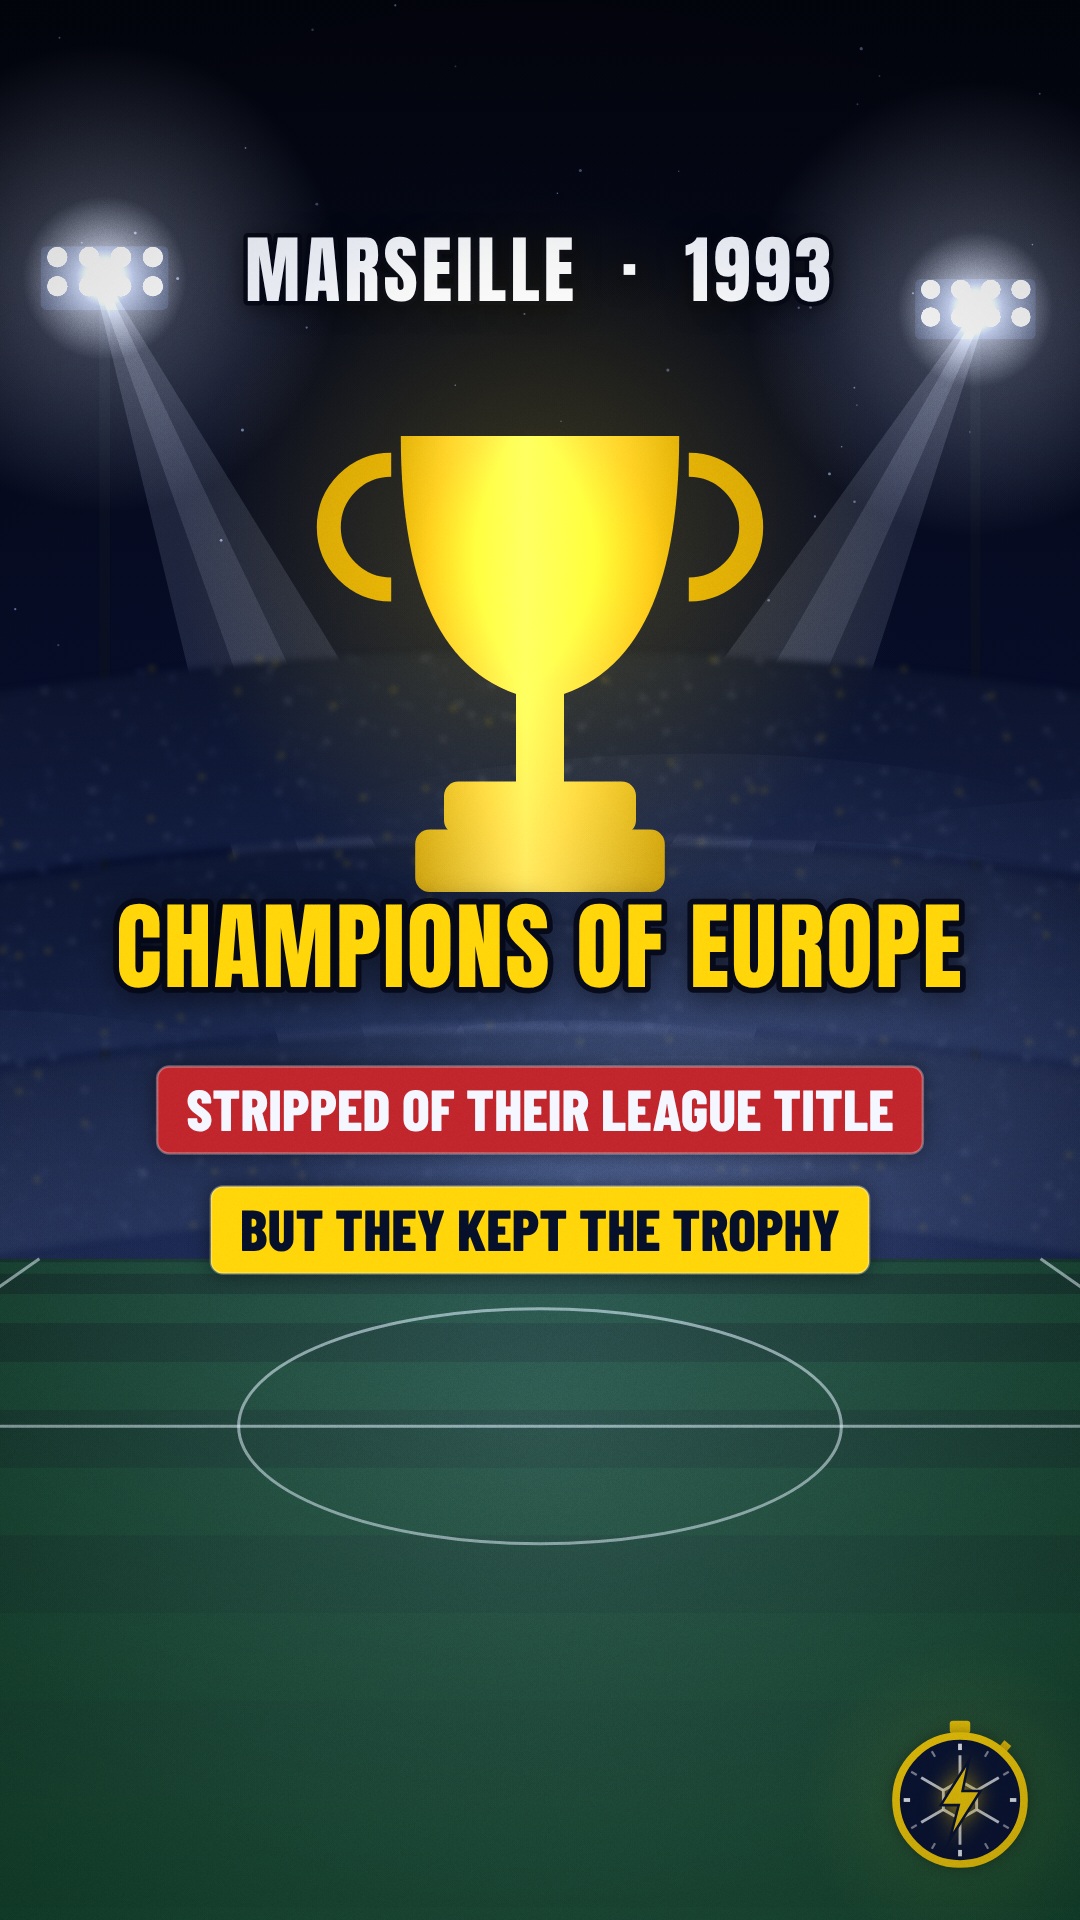 MARSEILLE · 1993
CHAMPIONS OF EUROPE
STRIPPED OF THEIR LEAGUE TITLE
BUT THEY KEPT THE TROPHY